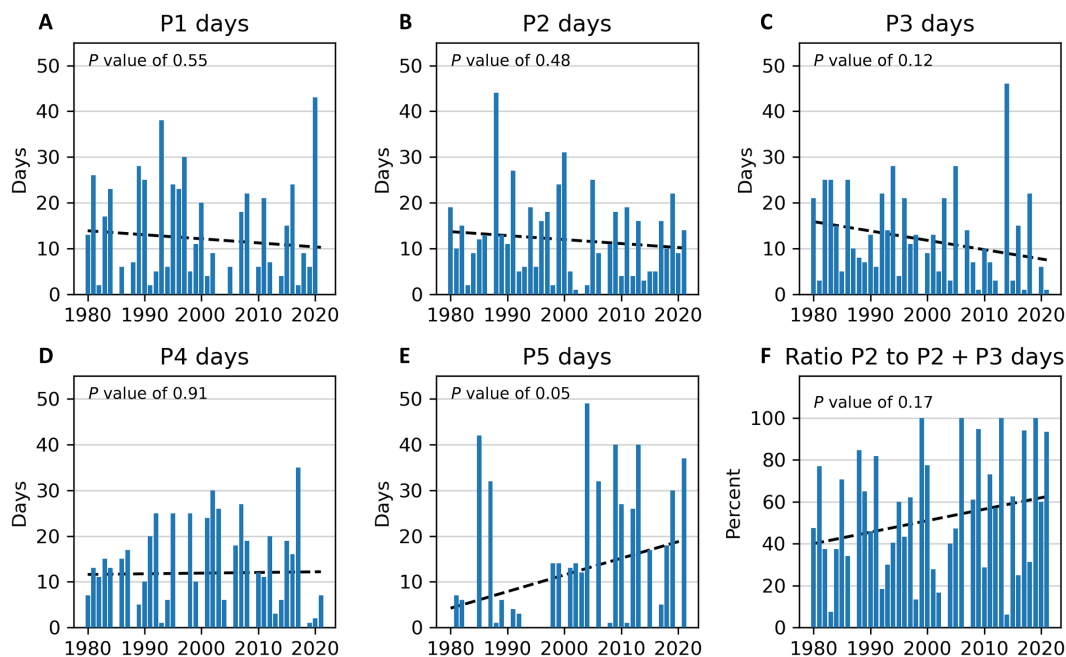 A P1 days
B P2 days
C P3 days
P value of 0.55
P value of 0.48
P value of 0.12
50
40
30
20
10
0
Days
1980 1990 2000 2010 2020
50
40
30
20
10
0
Days
1980 1990 2000 2010 2020
50
40
30
20
10
0
Days
1980 1990 2000 2010 2020
D P4 days
E P5 days
F Ratio P2 to P2 + P3 days
P value of 0.91
P value of 0.05
P value of 0.17
50
40
30
20
10
0
Days
1980 1990 2000 2010 2020
50
40
30
20
10
0
Days
1980 1990 2000 2010 2020
100
80
60
40
20
0
Percent
1980 1990 2000 2010 2020